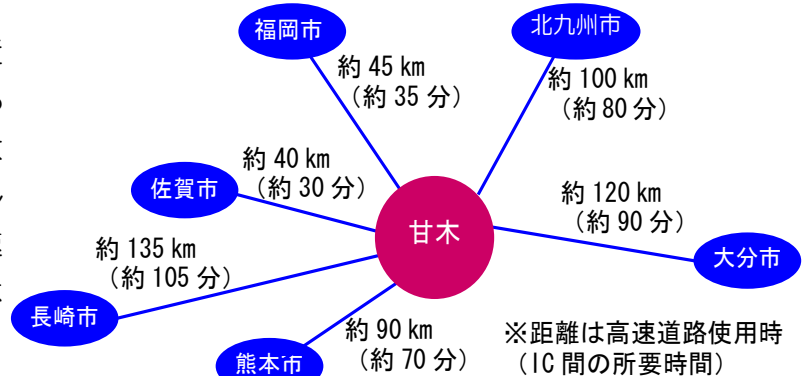 福岡市
北九州市
約 45 km
（約 35 分）
約 100 km
（約 80 分）
約 40 km
（約 30 分）
佐賀市
約 120 km
（約 90 分）
甘木
約 135 km
（約 105 分）
大分市
長崎市
約 90 km
（約 70 分）
熊本市
※距離は高速道路使用時
（IC 間の所要時間）